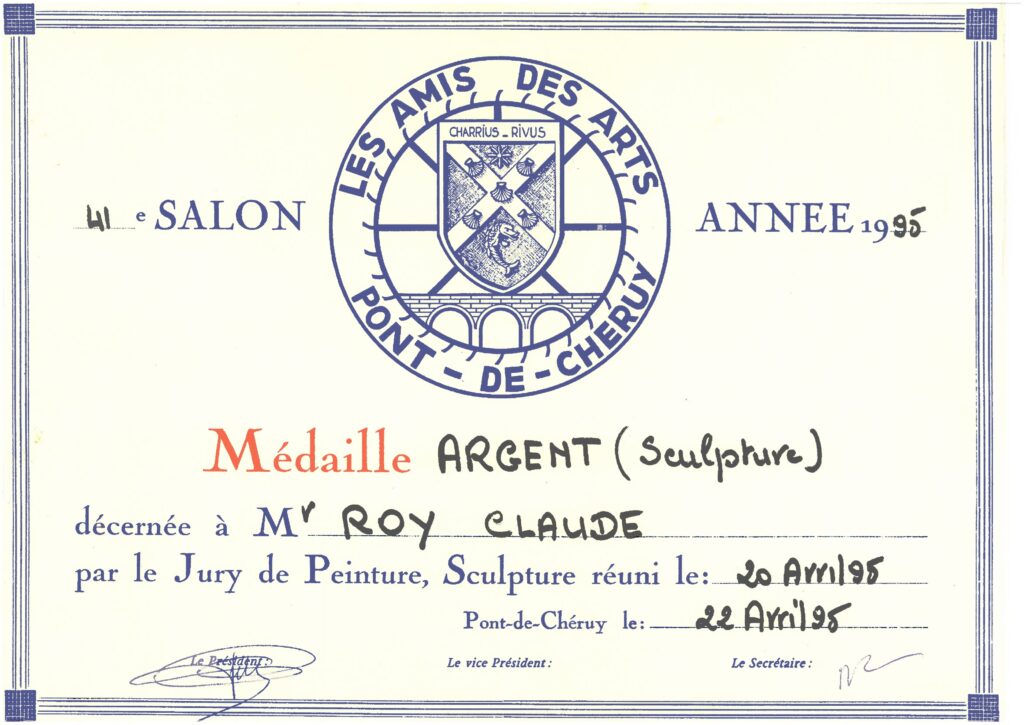 LES AMIS DES ARTS
CHARRIUS - RIVUS
41 e SALON
ANNEE 1995
PONT - DE - CHERUY
Médaille ARGENT (Sculpture)
décernée à Mr ROY CLAUDE
par le Jury de Peinture, Sculpture réuni le: 20 Avril 95
Pont-de-Chéruy le: 22 Avril 95
Le Président: Le vice Président: Le Secrétaire: